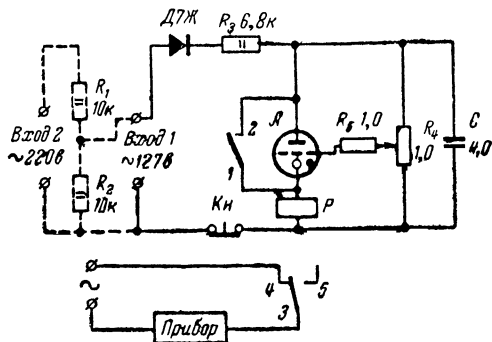 Д7Ж
R3 6,8к
R1
10к
Вход 2
~220в
Вход 1
~127в
R2
10к
2
1
Л
R5 1,0
R4
1,0
С
4,0
Р
Кн
~
4
5
3
Прибор